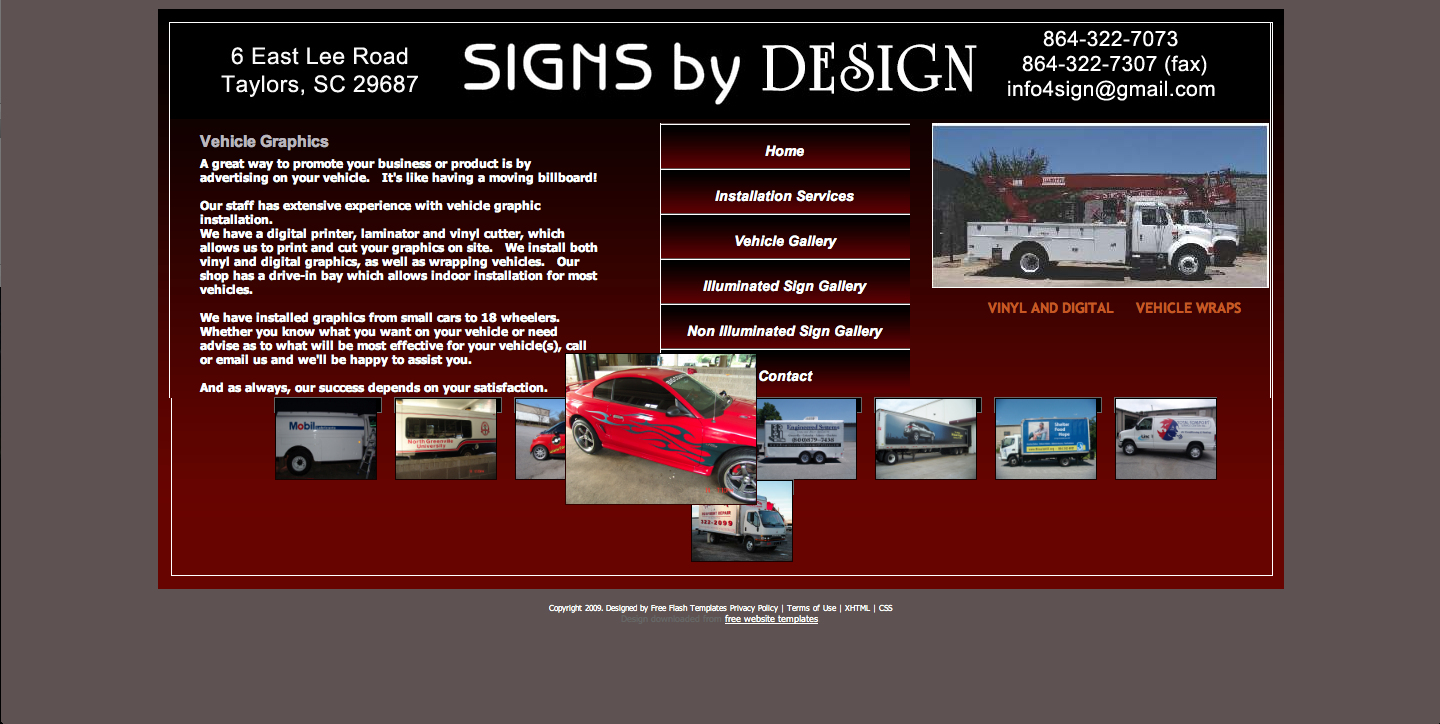 6 East Lee Road
Taylors, SC 29687
SIGNS by DESIGN
864-322-7073
864-322-7307 (fax)
info4sign@gmail.com
Vehicle Graphics
A great way to promote your business or product is by
advertising on your vehicle. It's like having a moving billboard!
Our staff has extensive experience with vehicle graphic
installation.
We have a digital printer, laminator and vinyl cutter, which
allows us to print and cut your graphics on site. We install both
vinyl and digital graphics, as well as wrapping vehicles. Our
shop has a drive-in bay which allows indoor installation for most
vehicles.
We have installed graphics from small cars to 18 wheelers.
Whether you know what you want on your vehicle or need
advise as to what will be most effective for your vehicle(s), call
or email us and we'll be happy to assist you.
And as always, our success depends on your satisfaction.
Home
Installation Services
Vehicle Gallery
Illuminated Sign Gallery
Non Illuminated Sign Gallery
Contact
VINYL AND DIGITAL VEHICLE WRAPS
Mobil
North Greenville
University
Engineered Systems
(800)879-7438
Shelter
Food
Hope
322-2099
Copyright 2009. Designed by Free Flash Templates Privacy Policy | Terms of Use | XHTML | CSS
Design downloaded from free website templates